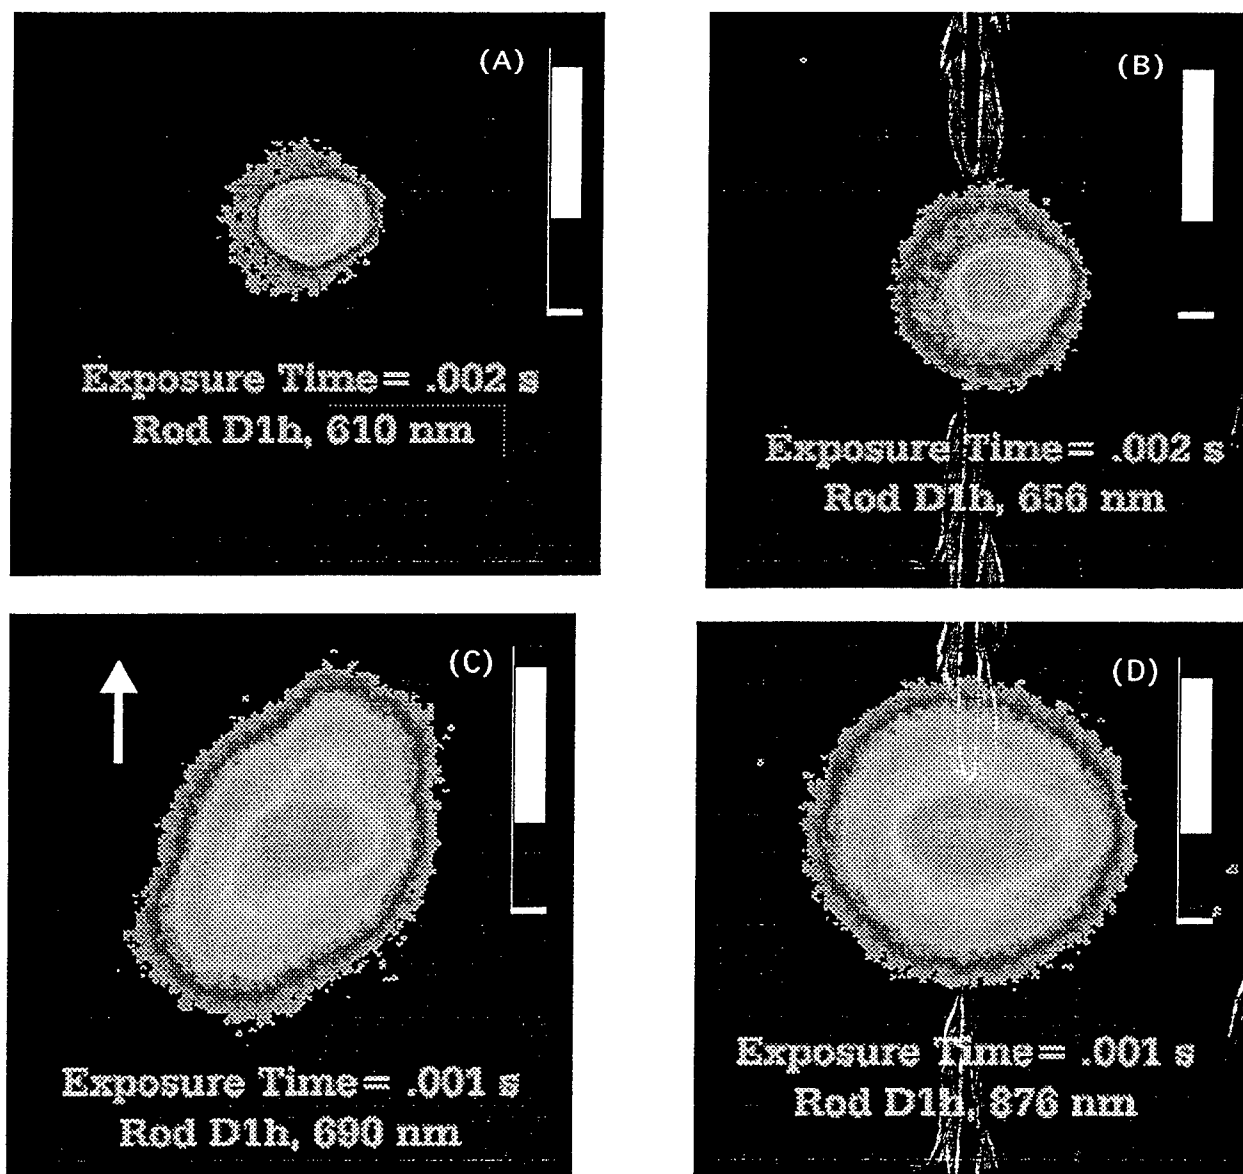 (A)
Exposure Time= .002 s
Rod D1h, 610 nm
(B)
Exposure Time= .002 s
Rod D1h, 656 nm
(C)
Exposure Time= .001 s
Rod D1h, 690 nm
(D)
Exposure Time= .001 s
Rod D1h, 876 nm